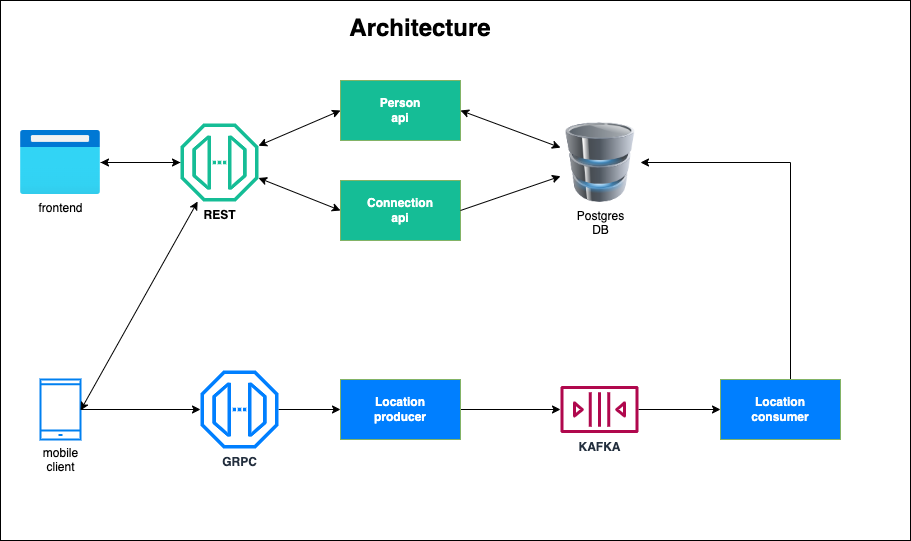 Architecture
Person
api
frontend
REST
Connection
api
Postgres
DB
mobile
client
GRPC
Location
producer
KAFKA
Location
consumer